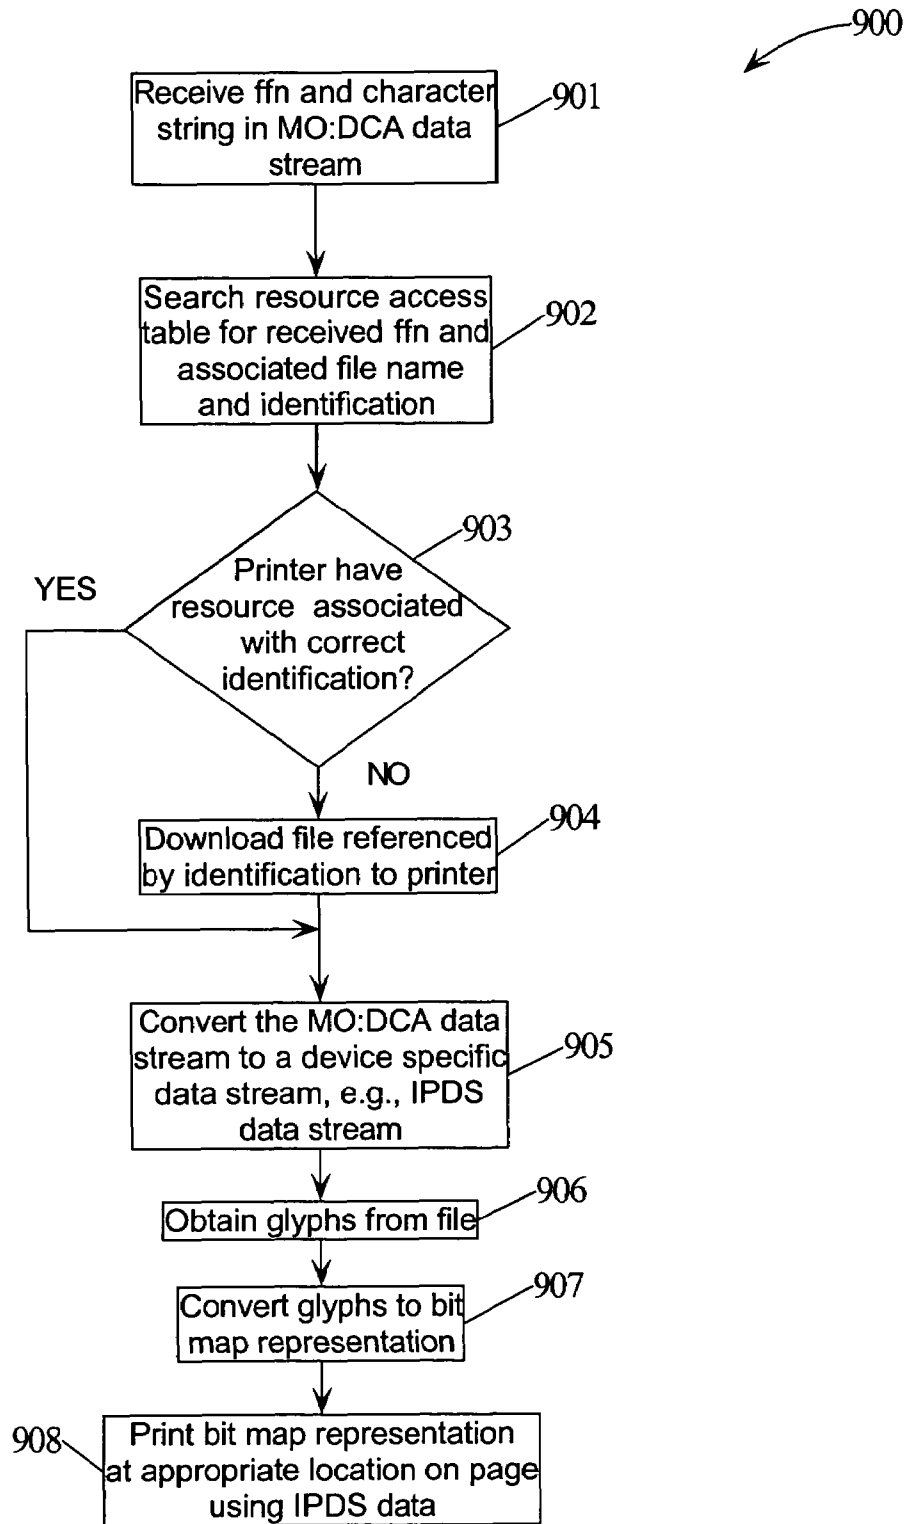 900
Receive ffn and character
string in MO:DCA data
stream
901
Search resource access
table for received ffn and
associated file name
and identification
902
903
Printer have
resource associated
with correct
identification?
YES
NO
Download file referenced
by identification to printer
904
Convert the MO:DCA data
stream to a device specific
data stream, e.g., IPDS
data stream
905
906
Obtain glyphs from file
907
Convert glyphs to bit
map representation
908
Print bit map representation
at appropriate location on page
using IPDS data